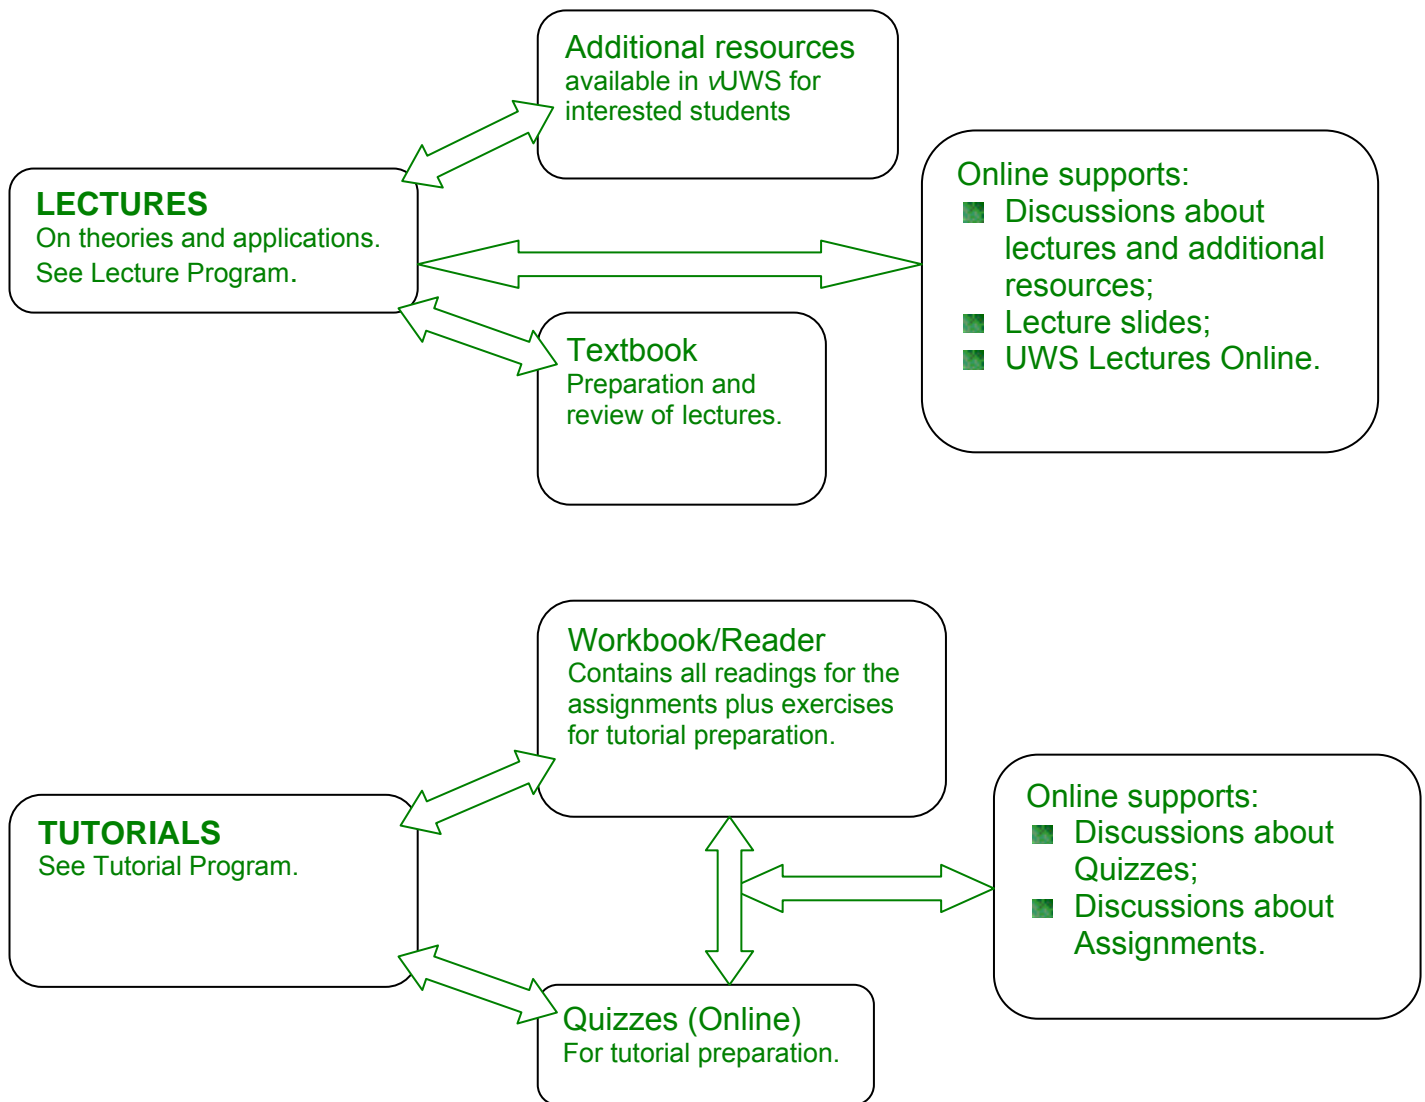 Additional resources
available in vUWS for
interested students
LECTURES
On theories and applications.
See Lecture Program.
Online supports:
Discussions about
lectures and additional
resources;
Lecture slides;
UWS Lectures Online.
Textbook
Preparation and
review of lectures.
Workbook/Reader
Contains all readings for the
assignments plus exercises
for tutorial preparation.
TUTORIALS
See Tutorial Program.
Online supports:
Discussions about
Quizzes;
Discussions about
Assignments.
Quizzes (Online)
For tutorial preparation.